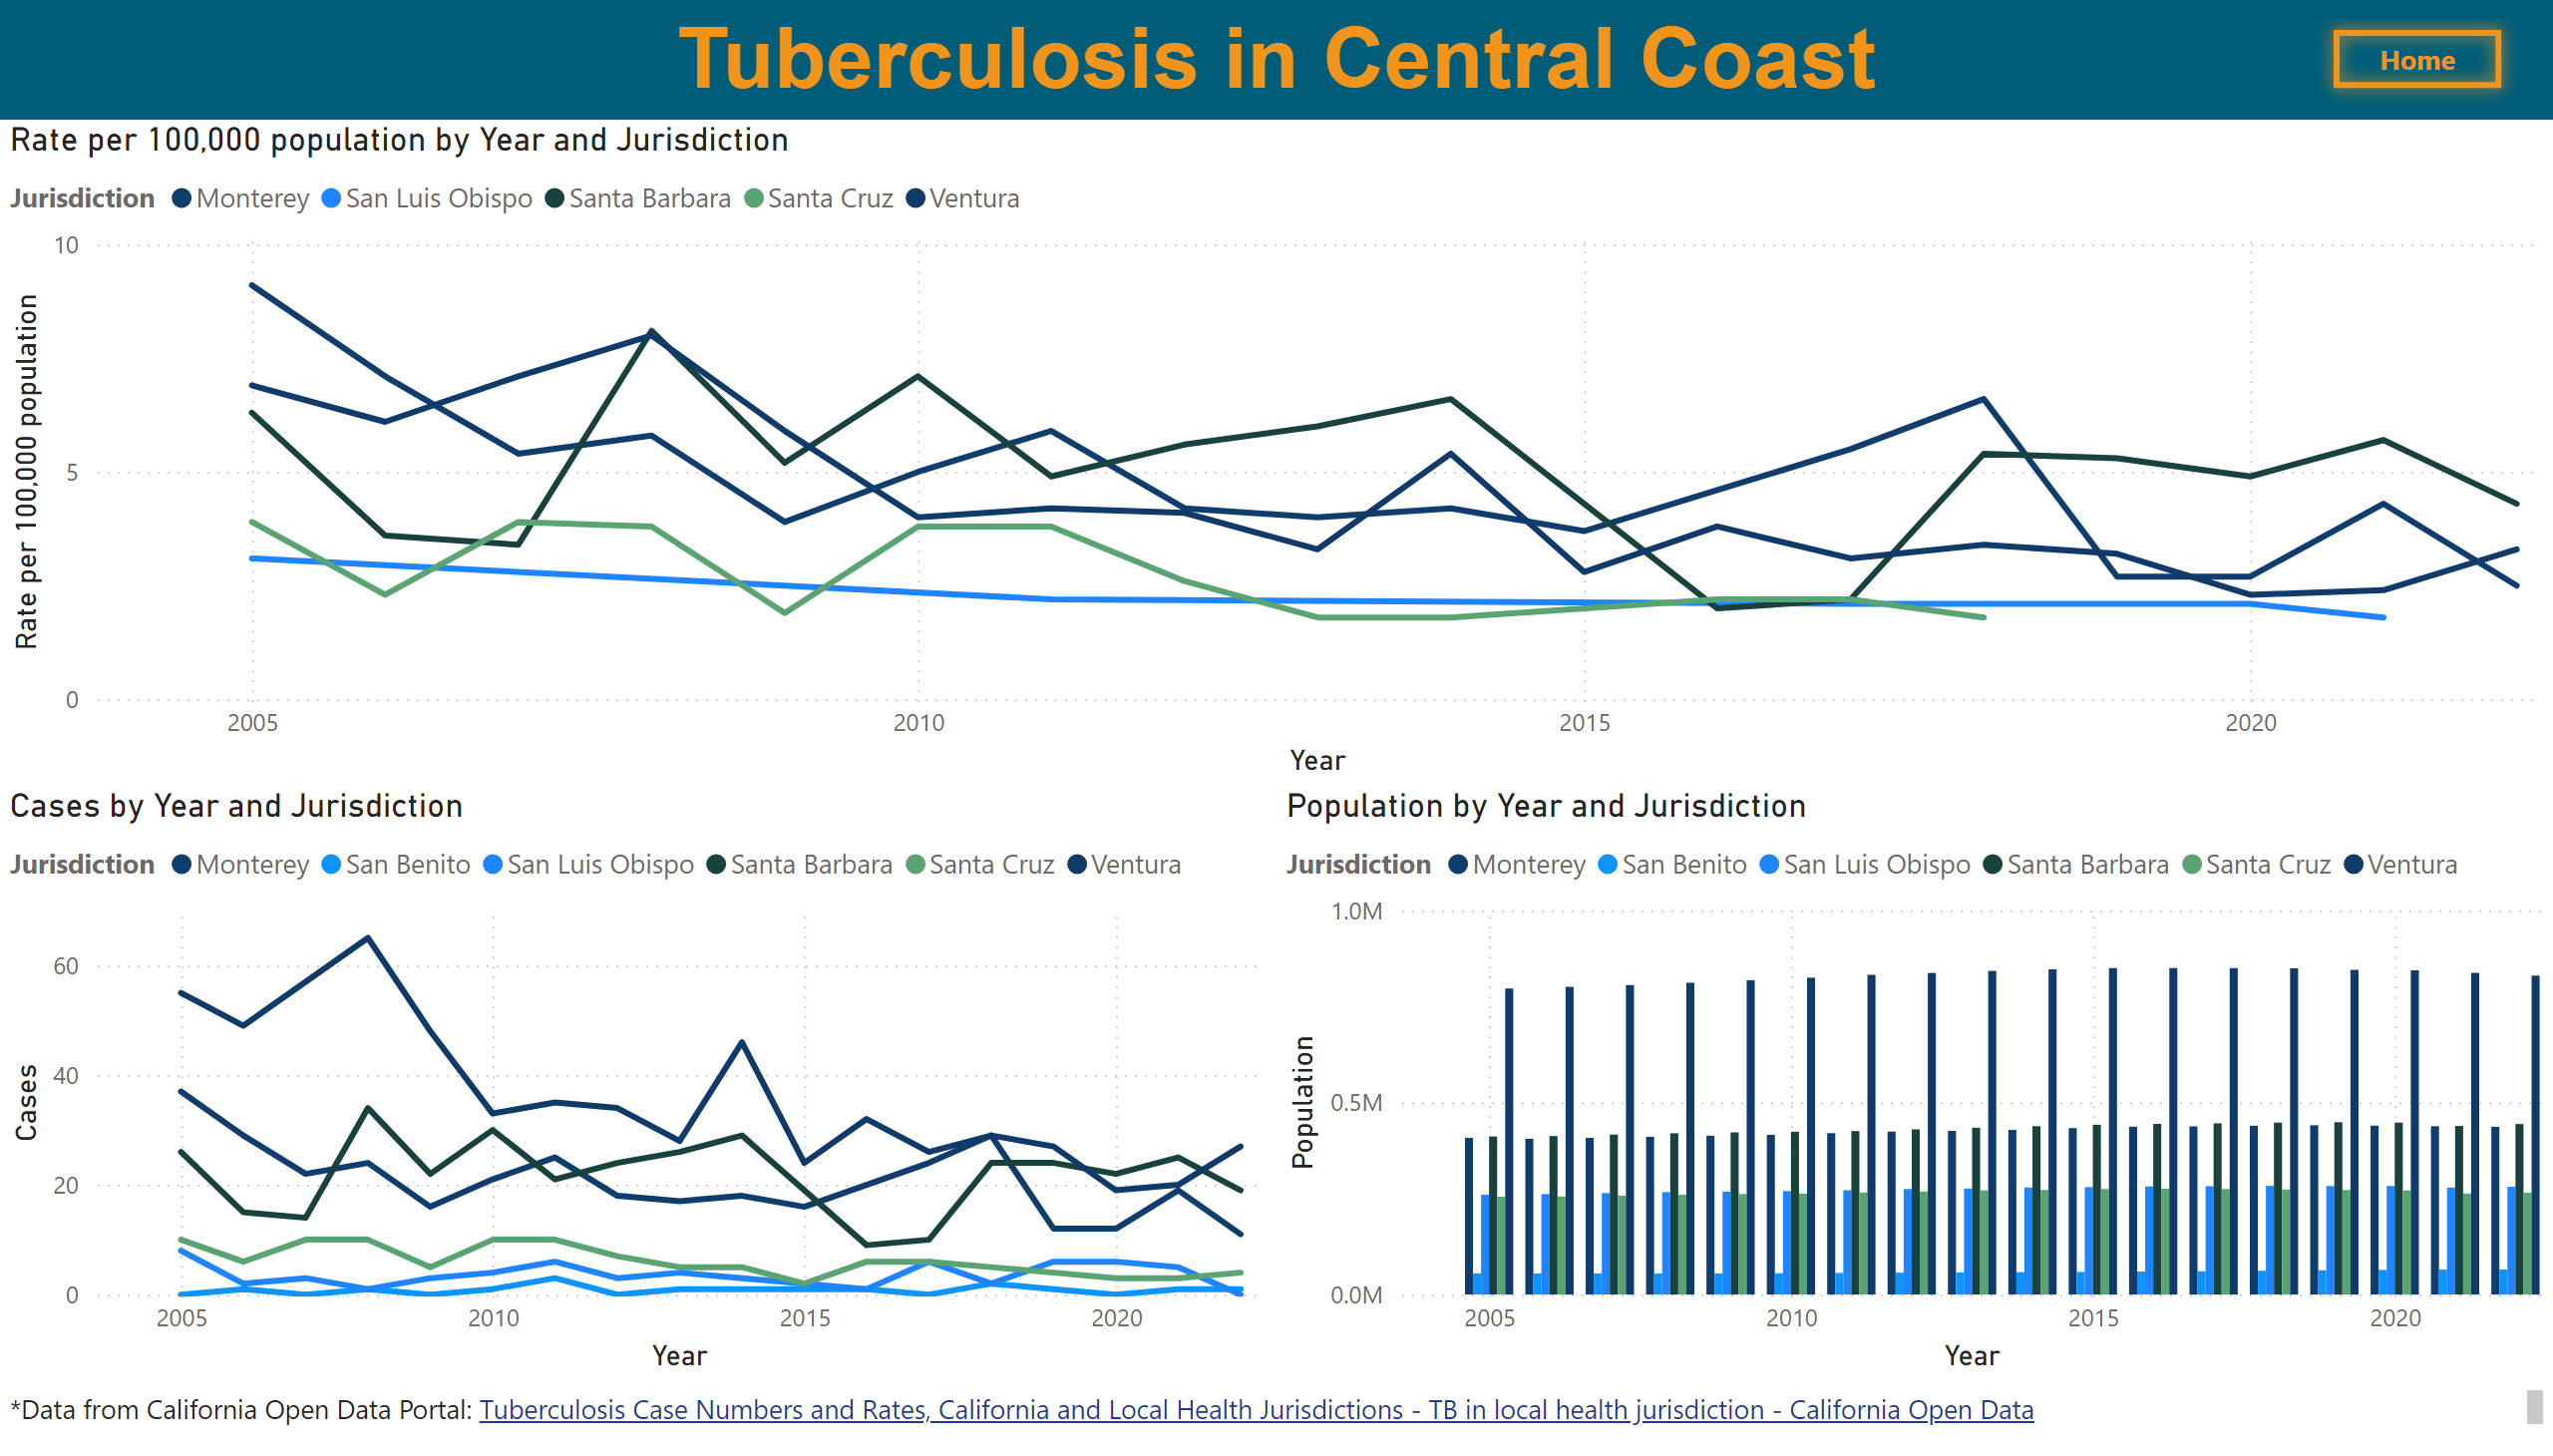 Tuberculosis in Central Coast
Home
Rate per 100,000 population by Year and Jurisdiction
Jurisdiction Monterey San Luis Obispo Santa Barbara Santa Cruz Ventura
Rate per 100,000 population
10
5
0
2005 2010 2015 2020
Year
Cases by Year and Jurisdiction
Jurisdiction Monterey San Benito San Luis Obispo Santa Barbara Santa Cruz Ventura
Cases
60
40
20
0
2005 2010 2015 2020
Year
Population by Year and Jurisdiction
Jurisdiction Monterey San Benito San Luis Obispo Santa Barbara Santa Cruz Ventura
Population
1.0M
0.5M
0.0M
2005 2010 2015 2020
Year
*Data from California Open Data Portal: Tuberculosis Case Numbers and Rates, California and Local Health Jurisdictions - TB in local health jurisdiction - California Open Data